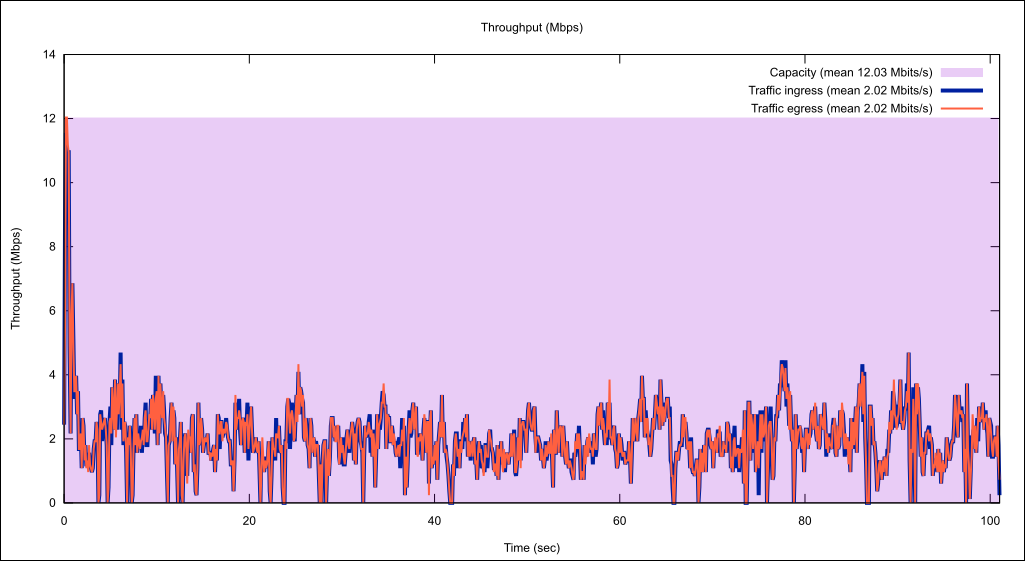 Throughput (Mbps)
Capacity (mean 12.03 Mbits/s)
Traffic ingress (mean 2.02 Mbits/s)
Traffic egress (mean 2.02 Mbits/s)
Throughput (Mbps)
14
12
10
8
6
4
2
0
0 20 40 60 80 100
Time (sec)